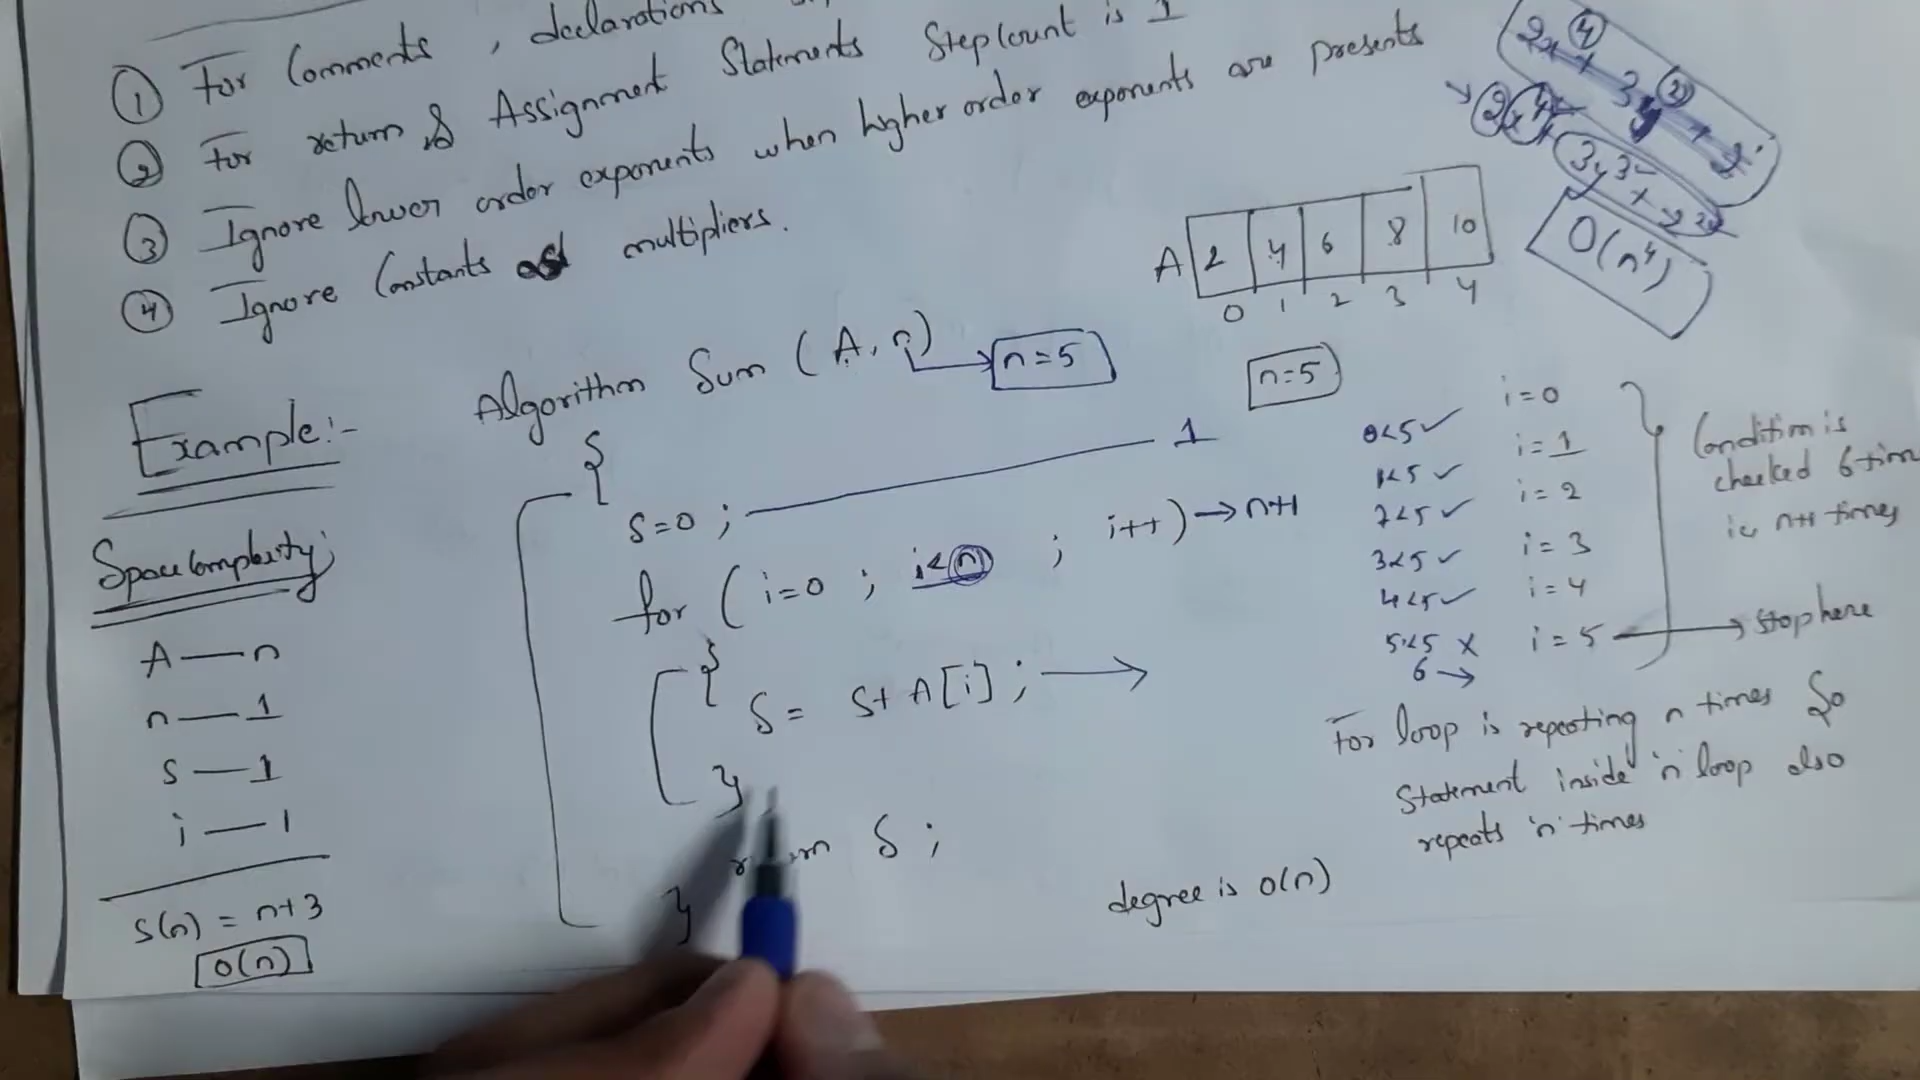 ① For Comments, declarations
② For return & Assignment Statements Stepcount is 1
③ Ignore lower order exponents when higher order exponents are presents
④ Ignore Constants multipliers.
O(n⁴)
A 2 4 6 8 10
0 1 2 3 4
Example:-
Algorithm Sum (A, n) → n=5
n=5
{
S=0 ; — 1
for ( i=0 ; i<n ; i++) → n+1
{
S= S+ A[i] ; →
}
S ;
}
Space Complexity;
A — n
n — 1
S — 1
i — 1
S(n) = n+3
O(n)
0<5 ✓ i=0
1<5 ✓ i=1
2<5 ✓ i=2
3<5 ✓ i=3
4<5 ✓ i=4
5<5 X i=5 → stop here
6 →
Condition is
checked 6 tim
ie n+1 times
For loop is repeating n times So
Statement inside 'n' loop also
repeats 'n' times
degree is O(n)